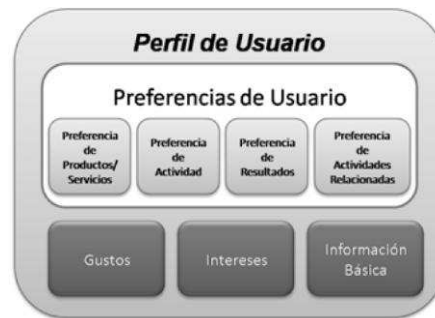 Perfil de Usuario
Preferencias de Usuario
Preferencia
de
Productos/
Servicios
Preferencia
de
Actividad
Preferencia
de
Resultados
Preferencia
de
Actividades
Relacionadas
Gustos
Intereses
Información
Básica